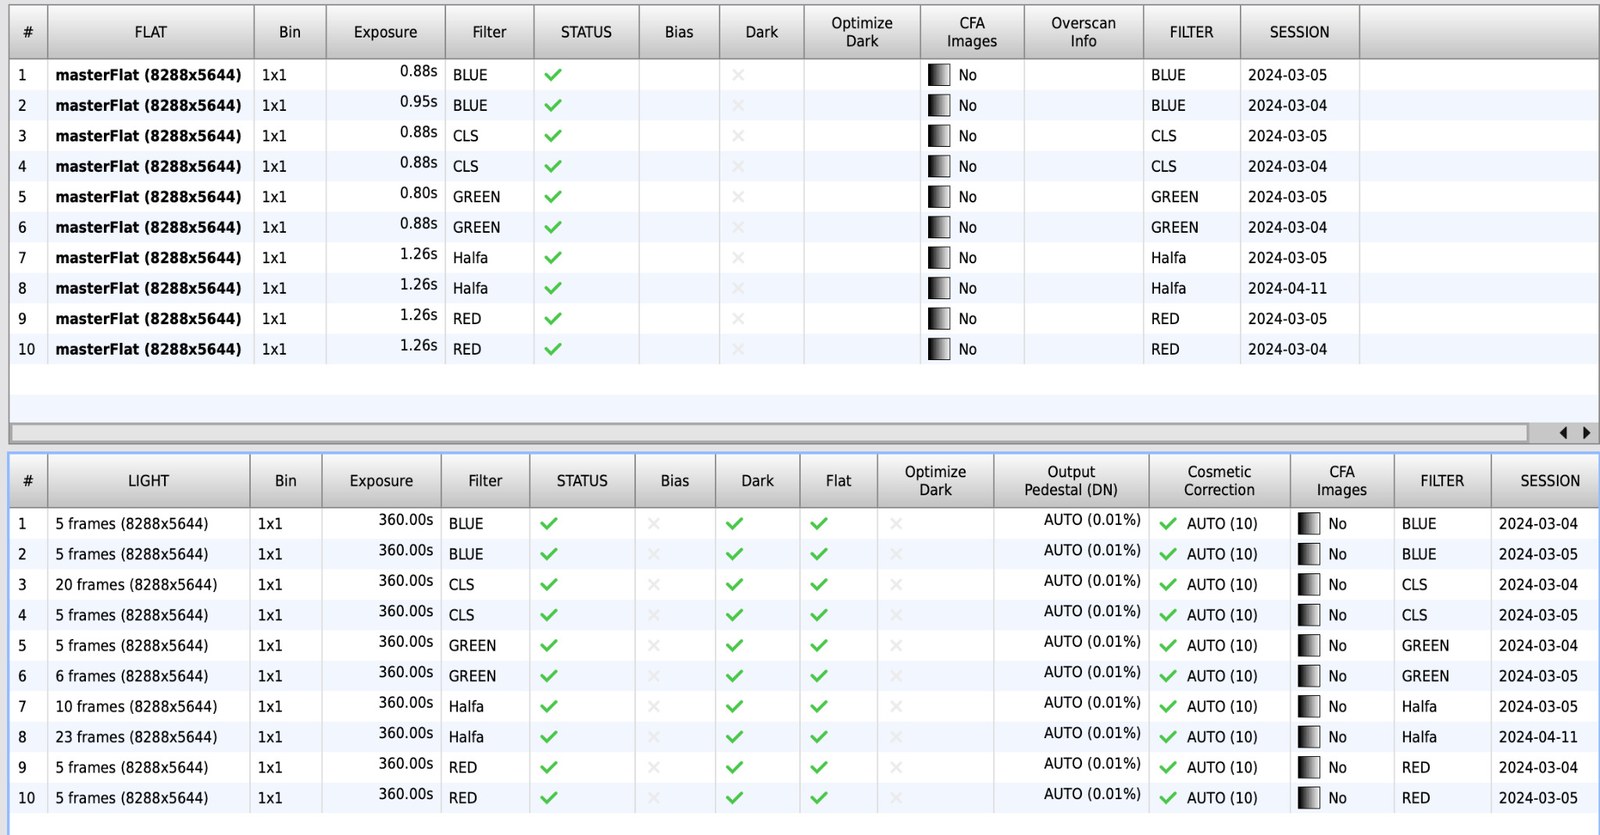 # FLAT Bin Exposure Filter STATUS Bias Dark Optimize Dark CFA Images Overscan Info FILTER SESSION
1 masterFlat (8288x5644) 1x1 0.88s BLUE No BLUE 2024-03-05
2 masterFlat (8288x5644) 1x1 0.95s BLUE No BLUE 2024-03-04
3 masterFlat (8288x5644) 1x1 0.88s CLS No CLS 2024-03-05
4 masterFlat (8288x5644) 1x1 0.88s CLS No CLS 2024-03-04
5 masterFlat (8288x5644) 1x1 0.80s GREEN No GREEN 2024-03-05
6 masterFlat (8288x5644) 1x1 0.88s GREEN No GREEN 2024-03-04
7 masterFlat (8288x5644) 1x1 1.26s Halfa No Halfa 2024-03-05
8 masterFlat (8288x5644) 1x1 1.26s Halfa No Halfa 2024-04-11
9 masterFlat (8288x5644) 1x1 1.26s RED No RED 2024-03-05
10 masterFlat (8288x5644) 1x1 1.26s RED No RED 2024-03-04
# LIGHT Bin Exposure Filter STATUS Bias Dark Flat Optimize Dark Output Pedestal (DN) Cosmetic Correction CFA Images FILTER SESSION
1 5 frames (8288x5644) 1x1 360.00s BLUE AUTO (0.01%) AUTO (10) No BLUE 2024-03-04
2 5 frames (8288x5644) 1x1 360.00s BLUE AUTO (0.01%) AUTO (10) No BLUE 2024-03-05
3 20 frames (8288x5644) 1x1 360.00s CLS AUTO (0.01%) AUTO (10) No CLS 2024-03-04
4 5 frames (8288x5644) 1x1 360.00s CLS AUTO (0.01%) AUTO (10) No CLS 2024-03-05
5 5 frames (8288x5644) 1x1 360.00s GREEN AUTO (0.01%) AUTO (10) No GREEN 2024-03-04
6 6 frames (8288x5644) 1x1 360.00s GREEN AUTO (0.01%) AUTO (10) No GREEN 2024-03-05
7 10 frames (8288x5644) 1x1 360.00s Halfa AUTO (0.01%) AUTO (10) No Halfa 2024-03-05
8 23 frames (8288x5644) 1x1 360.00s Halfa AUTO (0.01%) AUTO (10) No Halfa 2024-04-11
9 5 frames (8288x5644) 1x1 360.00s RED AUTO (0.01%) AUTO (10) No RED 2024-03-04
10 5 frames (8288x5644) 1x1 360.00s RED AUTO (0.01%) AUTO (10) No RED 2024-03-05